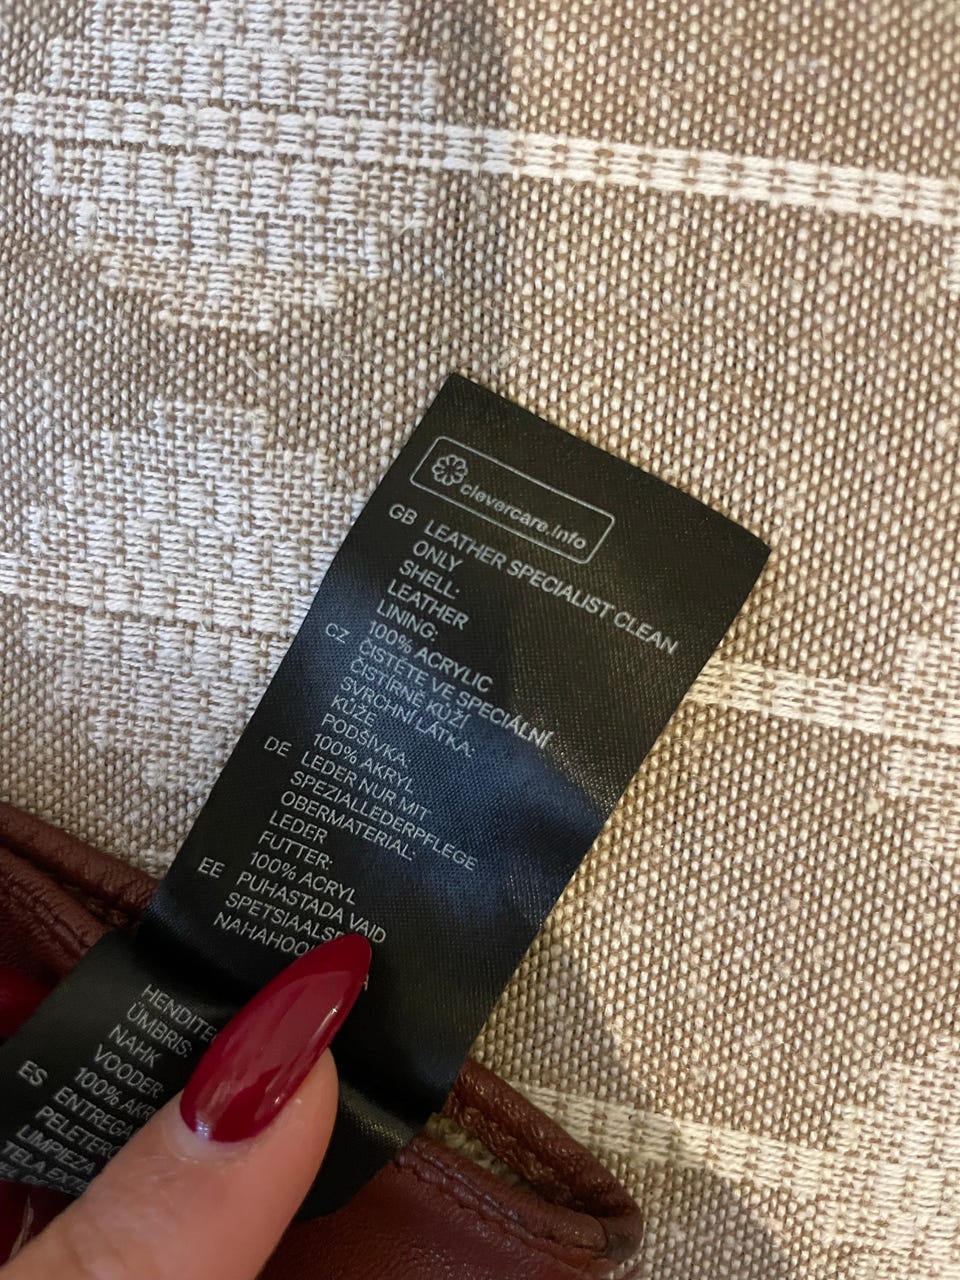 clevercare.info
GB LEATHER SPECIALIST CLEAN
ONLY
SHELL:
LEATHER
LINING:
100% ACRYLIC
CZ ČISTĚTE VE SPECIÁLNÍ
ČISTÍRNĚ KŮŽÍ
SVRCHNÍ LÁTKA:
KŮŽE
PODŠÍVKA:
100% AKRYL
DE LEDER NUR MIT
SPEZIALLEDERPFLEGE
OBERMATERIAL:
LEDER
FUTTER:
100% ACRYL
EE PUHASTADA VAID
HENDITE
ÜMBRIS:
NAHK
VOODER:
ES
LIMPIEZA